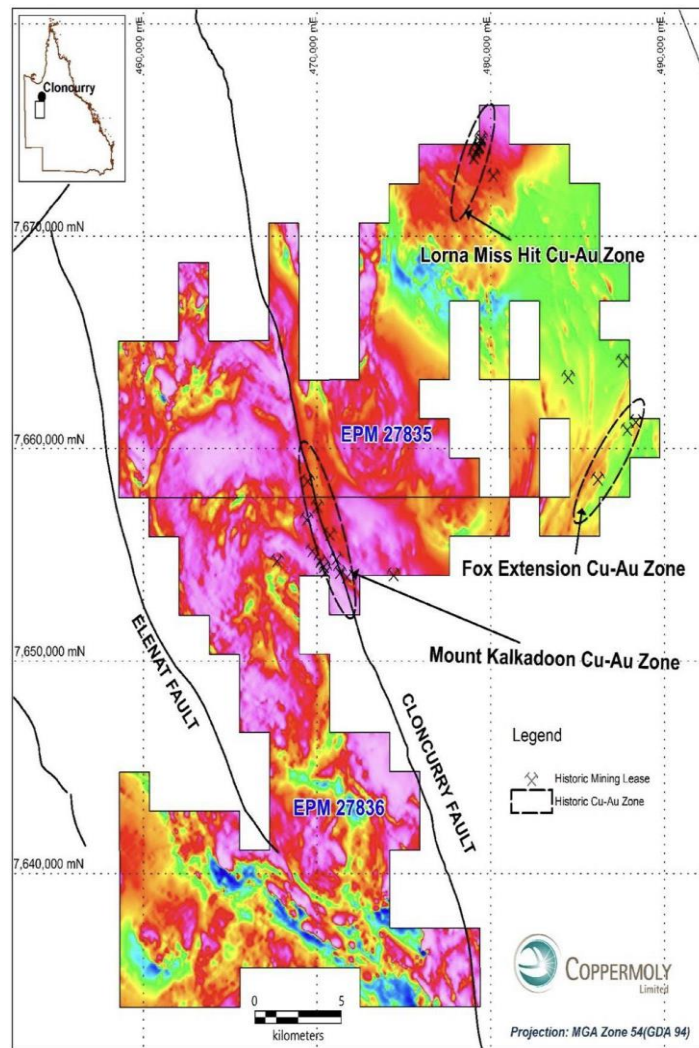 460,000 mE
470,000 mE
480,000 mE
490,000 mE
Cloncurry
7,670,000 mN
Lorna Miss Hit Cu-Au Zone
EPM 27835
7,660,000 mN
Fox Extension Cu-Au Zone
Mount Kalkadoon Cu-Au Zone
7,650,000 mN
ELENAT FAULT
CLONCURRY FAULT
Legend
Historic Mining Lease
Historic Cu-Au Zone
EPM 27836
7,640,000 mN
COPPERMOLY
Limited
0 5
kilometers
Projection: MGA Zone 54(GDA 94)